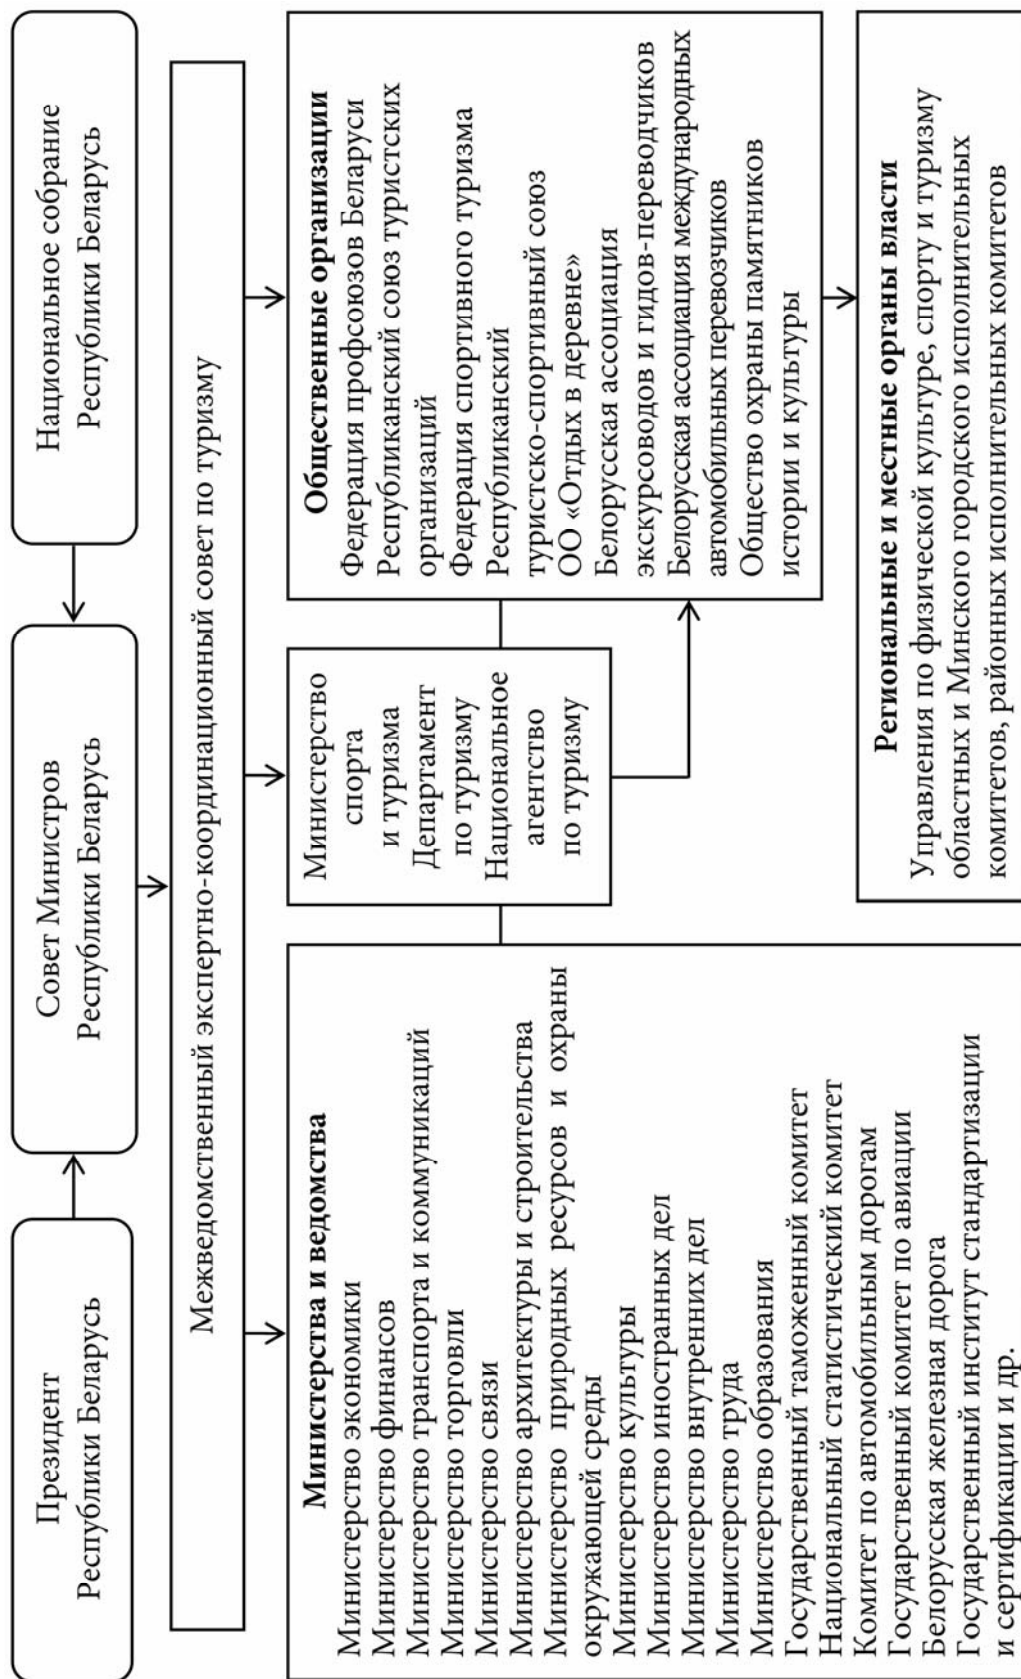 Президент
Республики Беларусь
Совет Министров
Республики Беларусь
Национальное собрание
Республики Беларусь
Межведомственный экспертно-координационный совет по туризму
Министерства и ведомства
Министерство экономики
Министерство финансов
Министерство транспорта и коммуникаций
Министерство торговли
Министерство связи
Министерство архитектуры и строительства
Министерство природных ресурсов и охраны
окружающей среды
Министерство культуры
Министерство иностранных дел
Министерство внутренних дел
Министерство труда
Министерство образования
Государственный таможенный комитет
Национальный статистический комитет
Комитет по автомобильным дорогам
Государственный комитет по авиации
Белорусская железная дорога
Государственный институт стандартизации
и сертификации и др.
Министерство
спорта
и туризма
Департамент
по туризму
Национальное
агентство
по туризму
Общественные организации
Федерация профсоюзов Беларуси
Республиканский союз туристских
организаций
Федерация спортивного туризма
Республиканский
туристско-спортивный союз
ОО «Отдых в деревне»
Белорусская ассоциация
экскурсоводов и гидов-переводчиков
Белорусская ассоциация международных
автомобильных перевозчиков
Общество охраны памятников
истории и культуры
Региональные и местные органы власти
Управления по физической культуре, спорту и туризму
областных и Минского городского исполнительных
комитетов, районных исполнительных комитетов